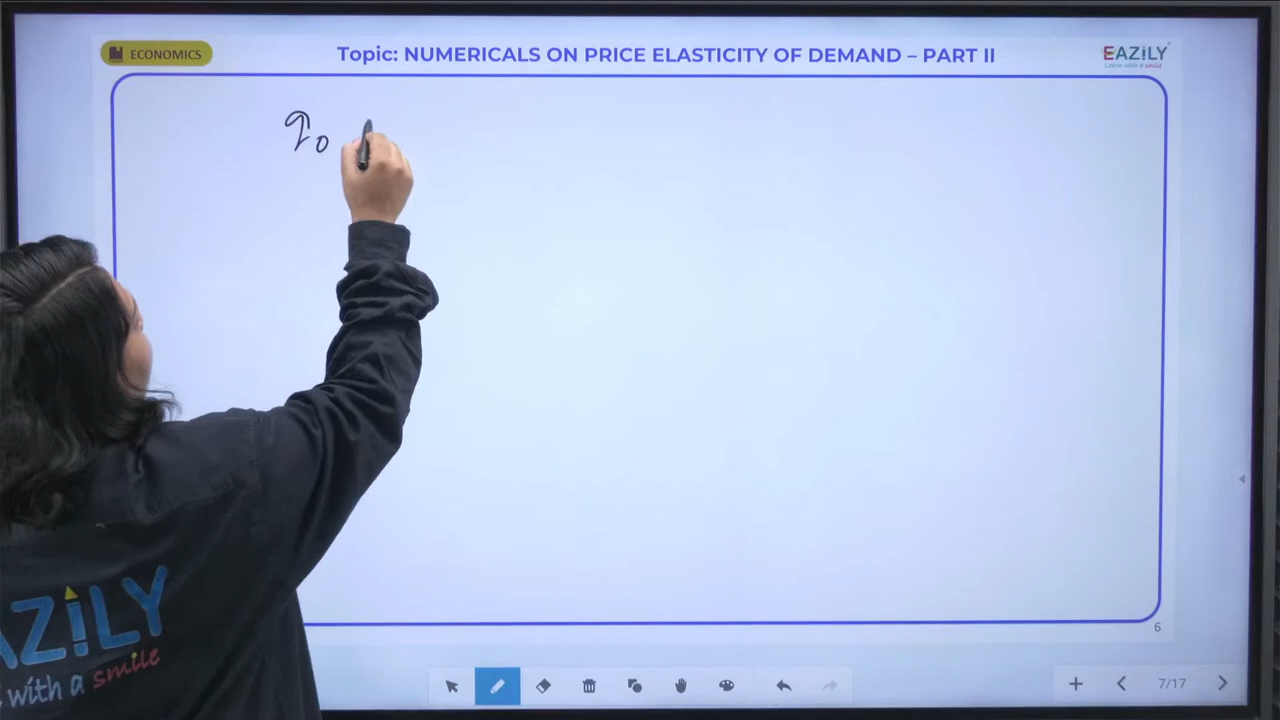 ECONOMICS
Topic: NUMERICALS ON PRICE ELASTICITY OF DEMAND – PART II
EAZiLY
Learn with a smile
q₀
AZiLY
with a smile
6
7/17